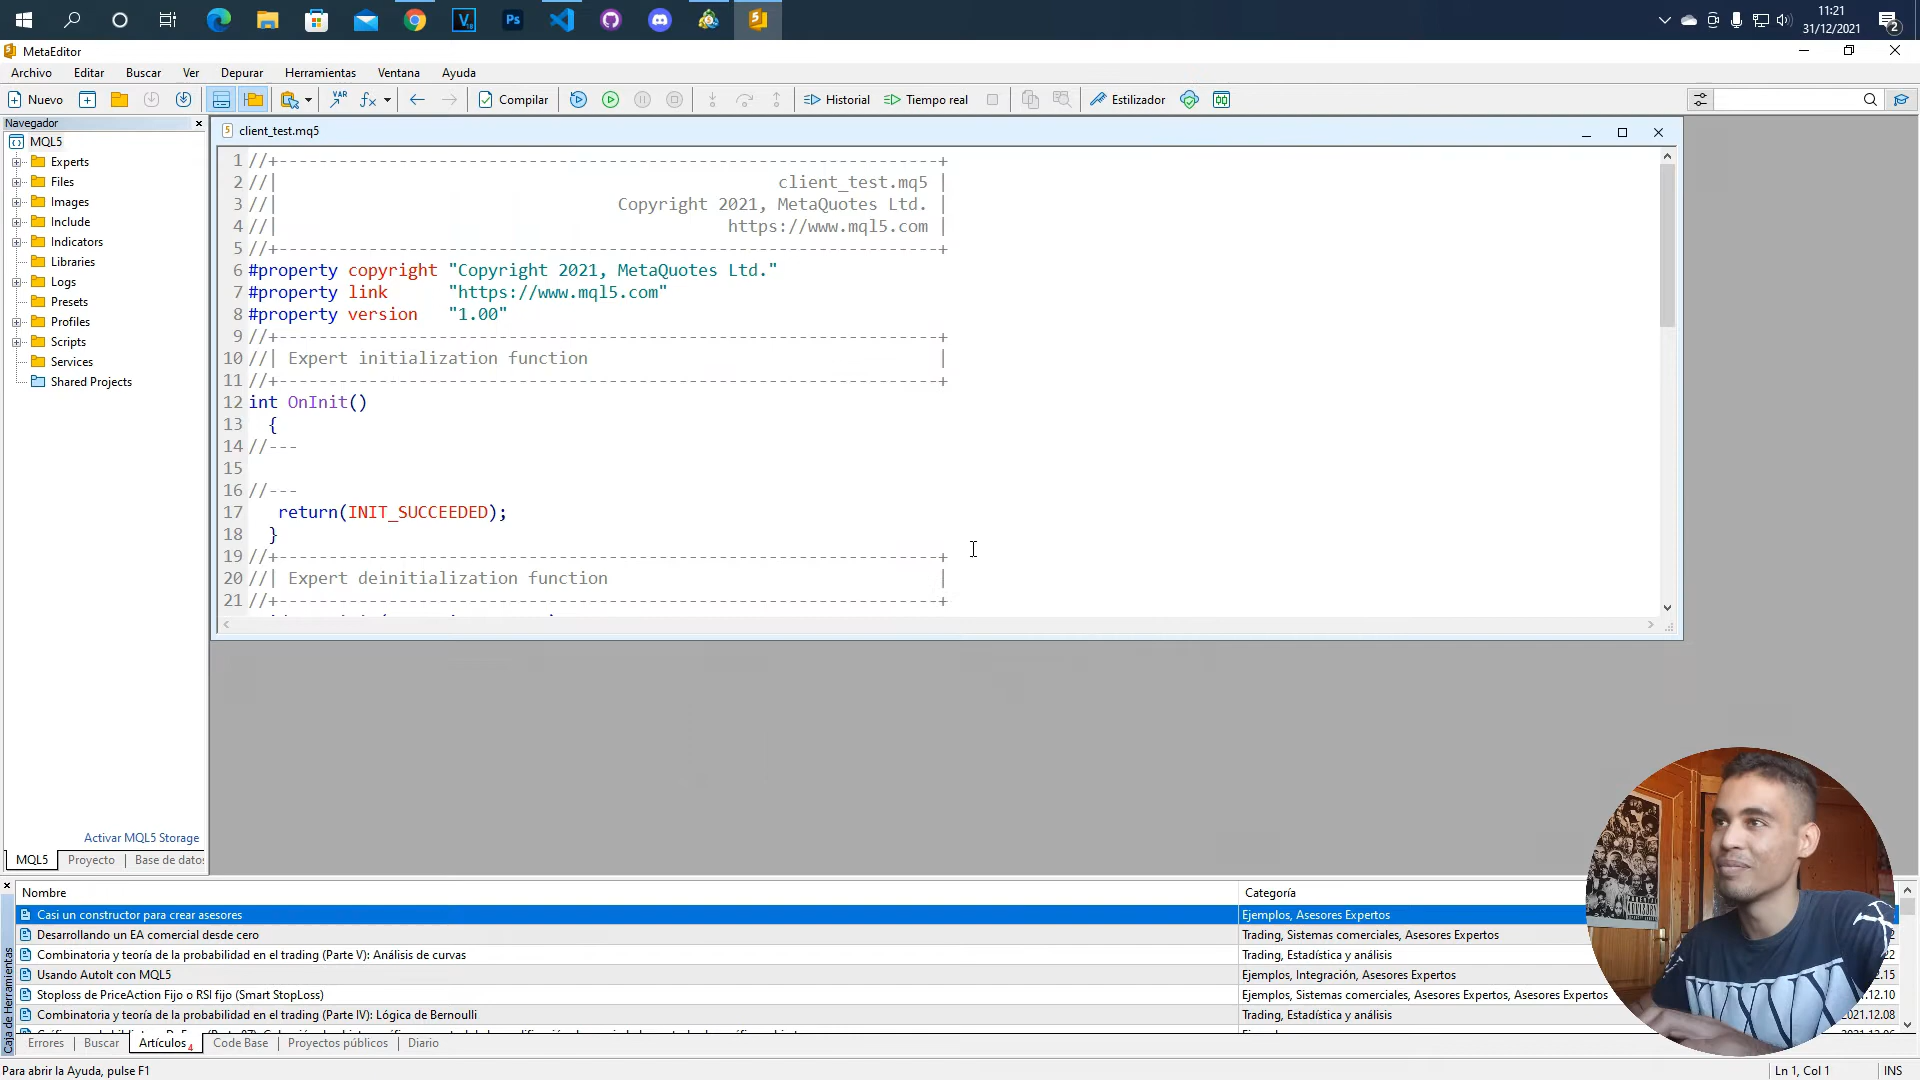 11:21
31/12/2021
2
MetaEditor
Archivo Editar Buscar Ver Depurar Herramientas Ventana Ayuda
Nuevo VAR Compilar Historial Tiempo real Estilizador
Navegador
MQL5
Experts
Files
Images
Include
Indicators
Libraries
Logs
Presets
Profiles
Scripts
Services
Shared Projects
Activar MQL5 Storage
MQL5 Proyecto Base de datos
client_test.mq5
1 //+------------------------------------------------------------------+
2 //| client_test.mq5 |
3 //| Copyright 2021, MetaQuotes Ltd. |
4 //| https://www.mql5.com |
5 //+------------------------------------------------------------------+
6 #property copyright "Copyright 2021, MetaQuotes Ltd."
7 #property link "https://www.mql5.com"
8 #property version "1.00"
9 //+------------------------------------------------------------------+
10 //| Expert initialization function |
11 //+------------------------------------------------------------------+
12 int OnInit()
13 {
14 //---
15
16 //---
17 return(INIT_SUCCEEDED);
18 }
19 //+------------------------------------------------------------------+
20 //| Expert deinitialization function |
21 //+------------------------------------------------------------------+
Nombre Categoría
Casi un constructor para crear asesores Ejemplos, Asesores Expertos
Desarrollando un EA comercial desde cero Trading, Sistemas comerciales, Asesores Expertos
Combinatoria y teoría de la probabilidad en el trading (Parte V): Análisis de curvas Trading, Estadística y análisis
Usando AutoIt con MQL5 Ejemplos, Integración, Asesores Expertos
Stoploss de PriceAction Fijo o RSI fijo (Smart StopLoss) Ejemplos, Sistemas comerciales, Asesores Expertos, Asesores Expertos
Combinatoria y teoría de la probabilidad en el trading (Parte IV): Lógica de Bernoulli Trading, Estadística y análisis 2021.12.08
Caja de Herramientas
Errores Buscar Artículos 4 Code Base Proyectos públicos Diario
Para abrir la Ayuda, pulse F1 Ln 1, Col 1 INS